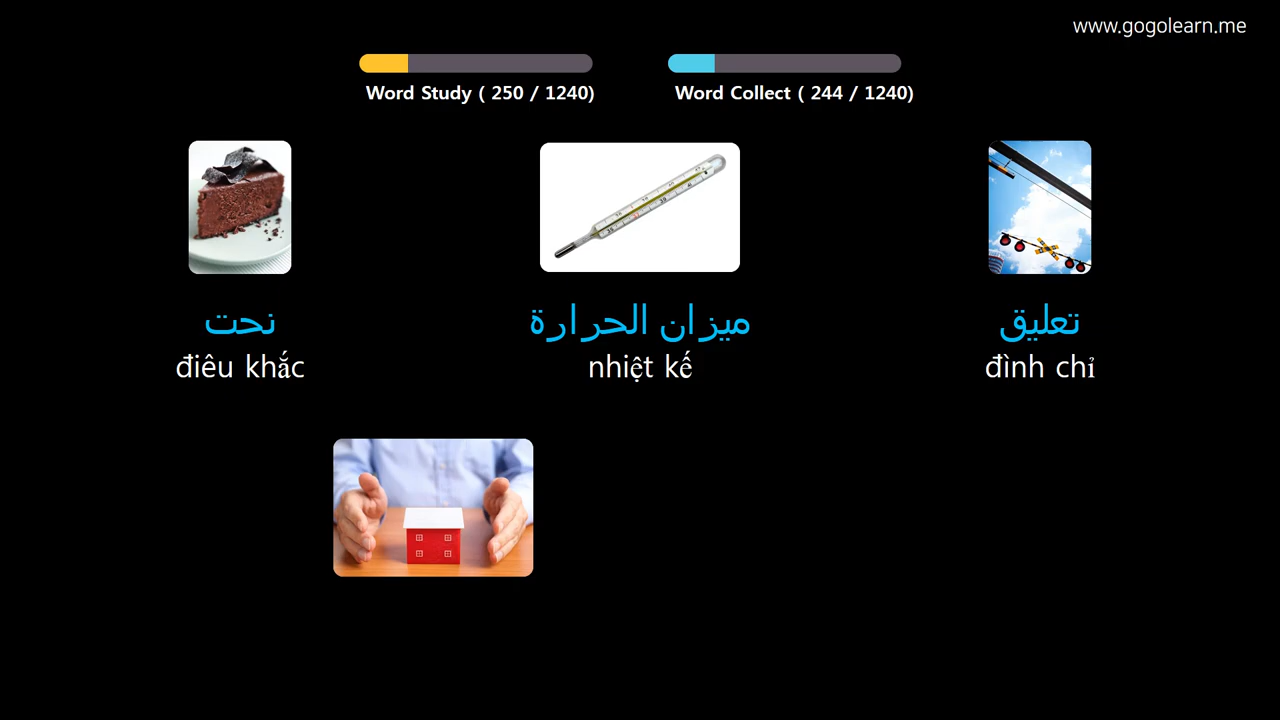 www.gogolearn.me
Word Study ( 250 / 1240)
Word Collect ( 244 / 1240)
نحت
điêu khắc
ميزان الحرارة
nhiệt kế
تعليق
đình chỉ